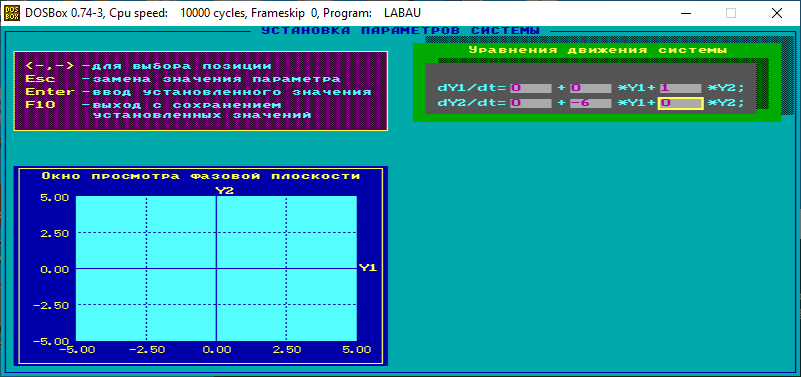 DOSBox 0.74-3, Cpu speed: 10000 cycles, Frameskip 0, Program: LABAU
УСТАНОВКА ПАРАМЕТРОВ СИСТЕМЫ
<-,-> -для выбора позиции
Esc -замена значения параметра
Enter -ввод установленного значения
F10 -выход с сохранением
установленных значений
Уравнения движения системы
dY1/dt= 0 + 0 *Y1+ 1 *Y2;
dY2/dt= 0 + -6 *Y1+ 0 *Y2;
Окно просмотра фазовой плоскости
Y2
5.00
2.50
0.00
Y1
-2.50
-5.00
-5.00 -2.50 0.00 2.50 5.00